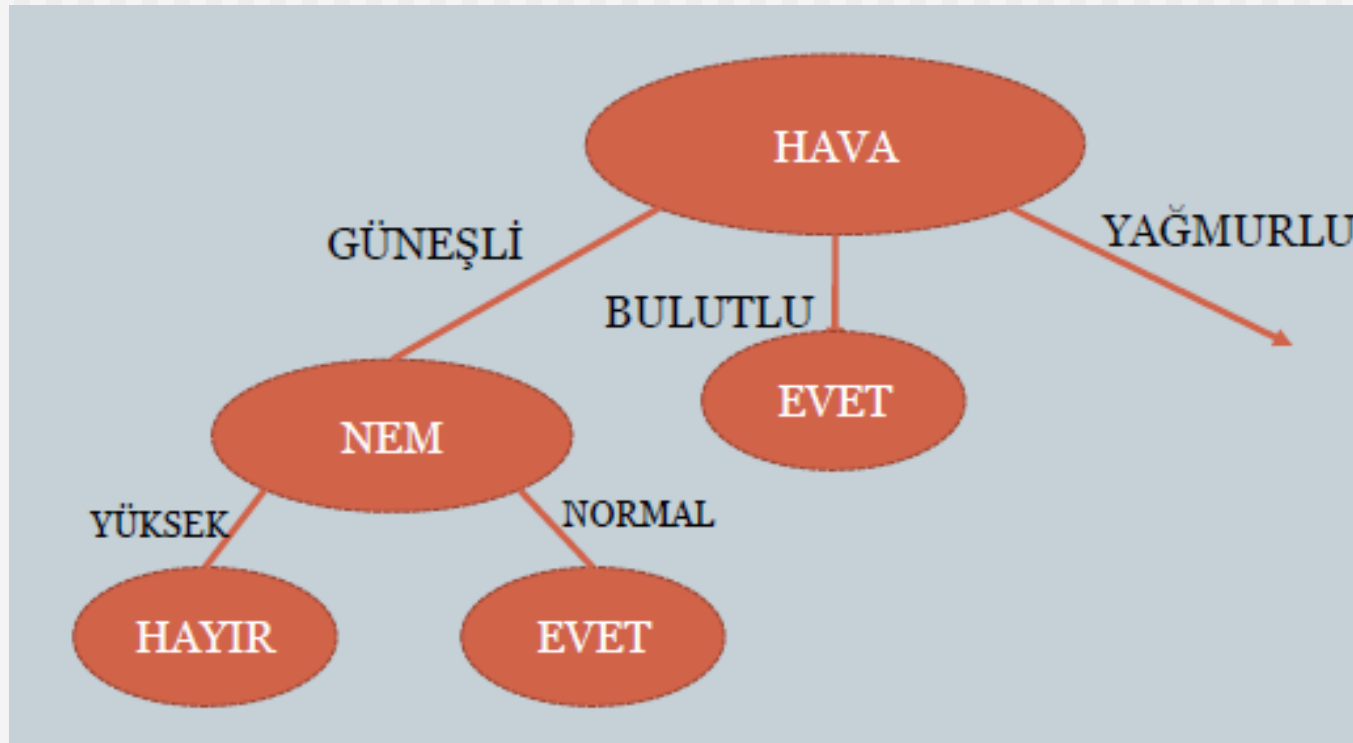 HAVA
GÜNEŞLİ
YAĞMURLU
BULUTLU
EVET
NEM
YÜKSEK
NORMAL
HAYIR
EVET